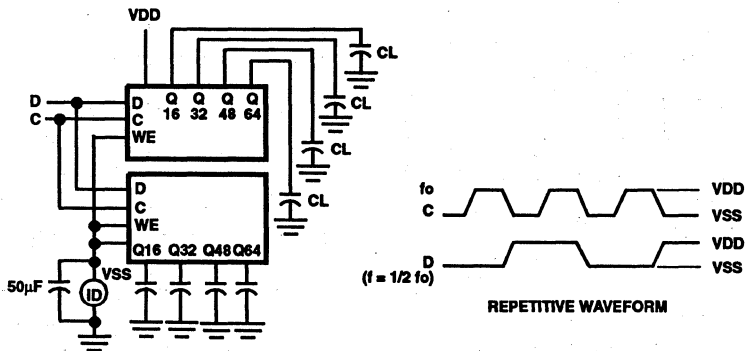 VDD
CL
D
C
D
C
WE
Q
16
Q
32
Q
48
Q
64
CL
CL
CL
D
C
WE
Q16 Q32 Q48 Q64
VSS
50µF
ID
fo
C
VDD
VSS
D
(f = 1/2 fo)
VDD
VSS
REPETITIVE WAVEFORM